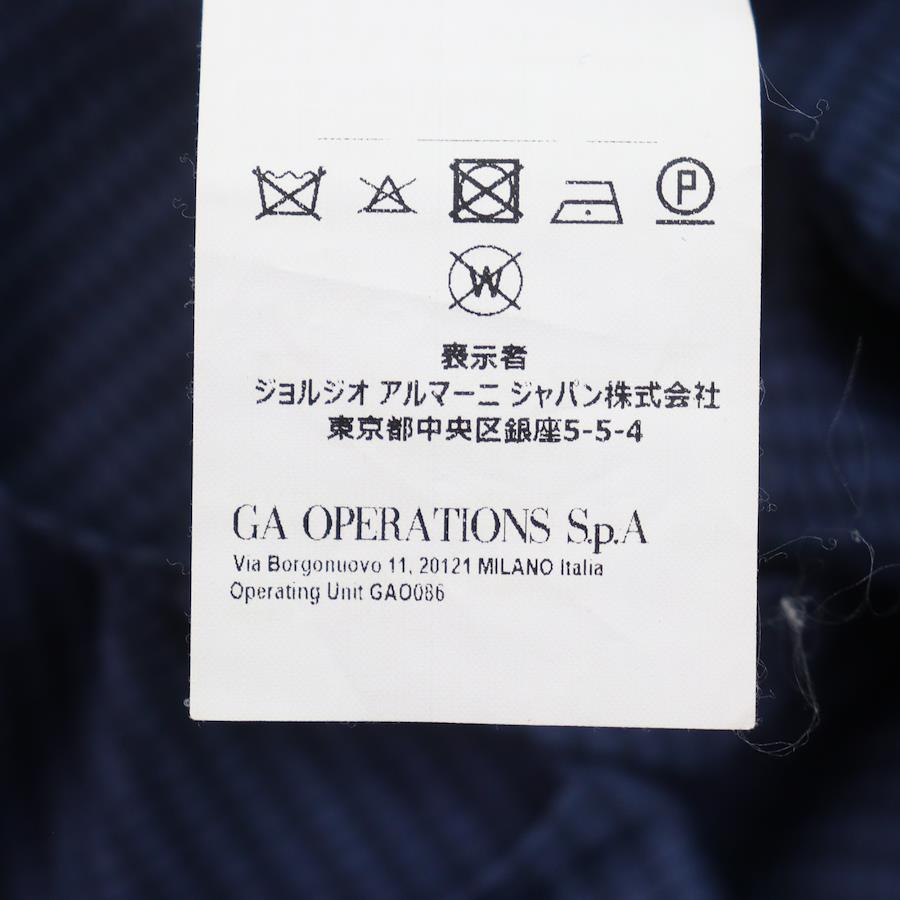 P
W
表示者
ジョルジオ アルマーニ ジャパン株式会社
東京都中央区銀座5-5-4
GA OPERATIONS S.p.A
Via Borgonuovo 11, 20121 MILANO Italia
Operating Unit GAO086